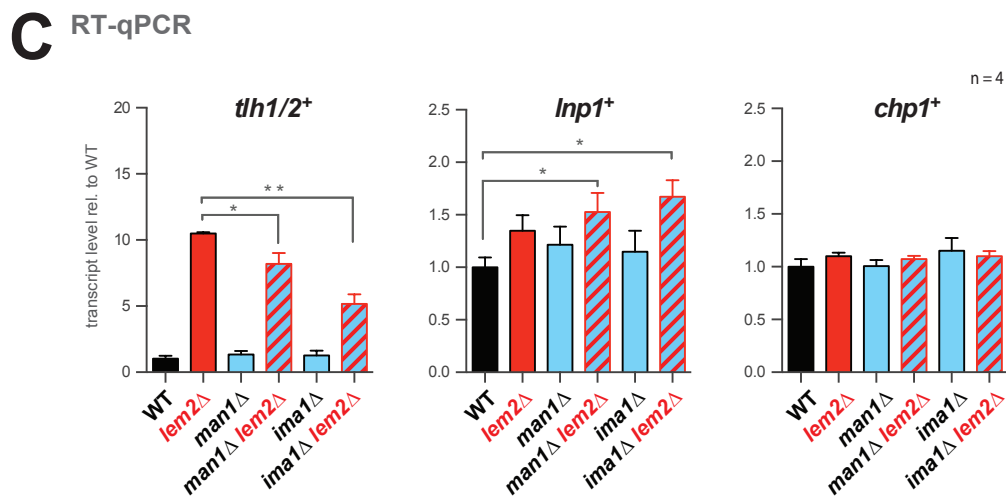 C RT-qPCR
n = 4
tlh1/2⁺
transcript level rel. to WT
20
15
10
5
0
* *
*
WT
lem2Δ
man1Δ
man1Δ lem2Δ
ima1Δ
ima1Δ lem2Δ
lnp1⁺
2.5
2.0
1.5
1.0
0.5
0.0
*
*
WT
lem2Δ
man1Δ
man1Δ lem2Δ
ima1Δ
ima1Δ lem2Δ
chp1⁺
2.5
2.0
1.5
1.0
0.5
0.0
WT
lem2Δ
man1Δ
man1Δ lem2Δ
ima1Δ
ima1Δ lem2Δ